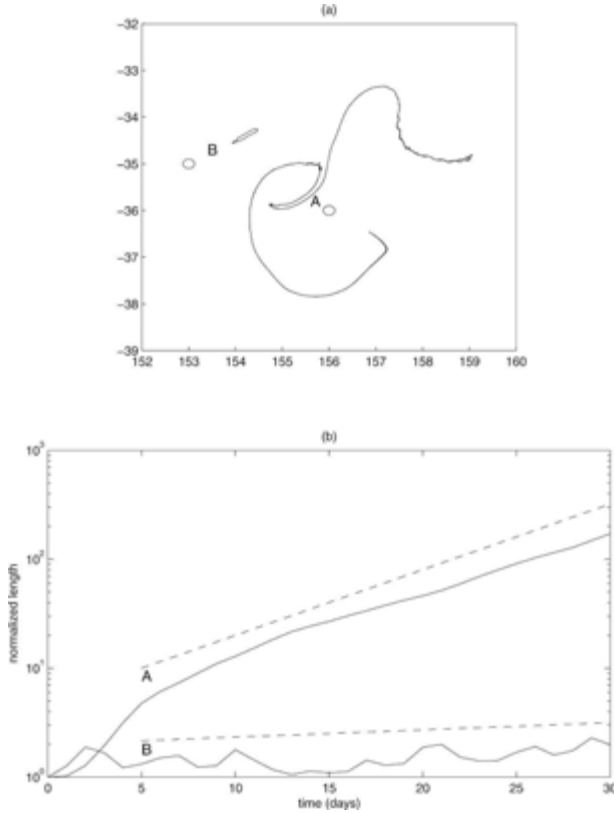 (a)
−32
−33
−34
B
−35
A
−36
−37
−38
−39
152 153 154 155 156 157 158 159 160
(b)
10³
10²
normalized length
10¹
A
B
10⁰
0 5 10 15 20 25 30
time (days)